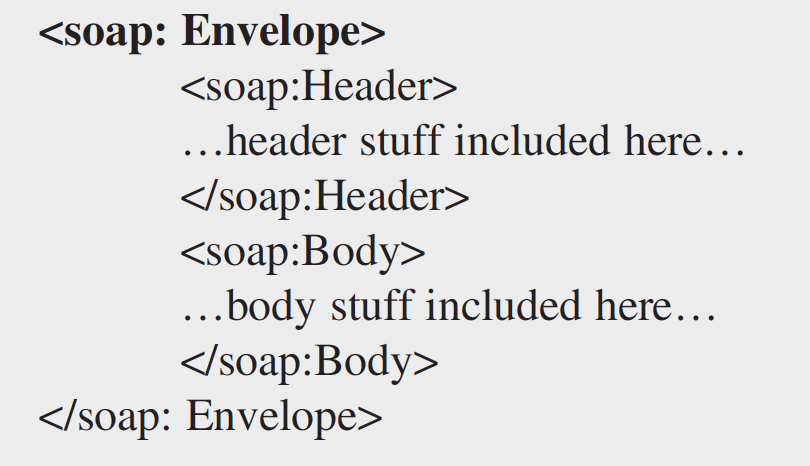 <soap: Envelope>
<soap:Header>
…header stuff included here…
</soap:Header>
<soap:Body>
…body stuff included here…
</soap:Body>
</soap: Envelope>